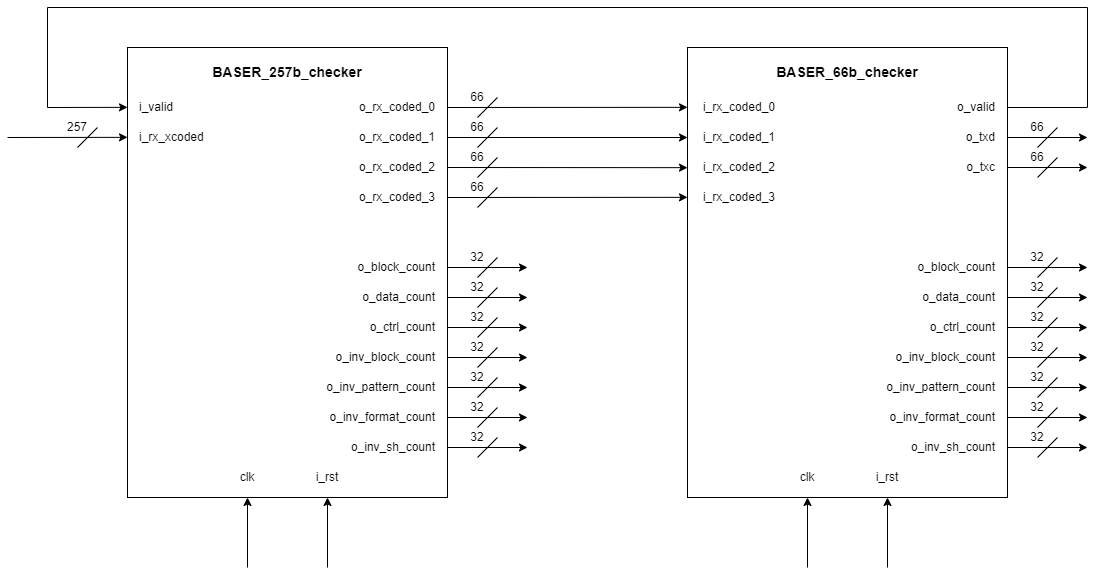 BASER_257b_checker
i_valid
257
i_rx_xcoded
o_rx_coded_0
66
o_rx_coded_1
66
o_rx_coded_2
66
o_rx_coded_3
66
o_block_count
32
o_data_count
32
o_ctrl_count
32
o_inv_block_count
32
o_inv_pattern_count
32
o_inv_format_count
32
o_inv_sh_count
32
clk
i_rst
BASER_66b_checker
i_rx_coded_0
i_rx_coded_1
i_rx_coded_2
i_rx_coded_3
o_valid
o_txd
66
o_txc
66
o_block_count
32
o_data_count
32
o_ctrl_count
32
o_inv_block_count
32
o_inv_pattern_count
32
o_inv_format_count
32
o_inv_sh_count
32
clk
i_rst